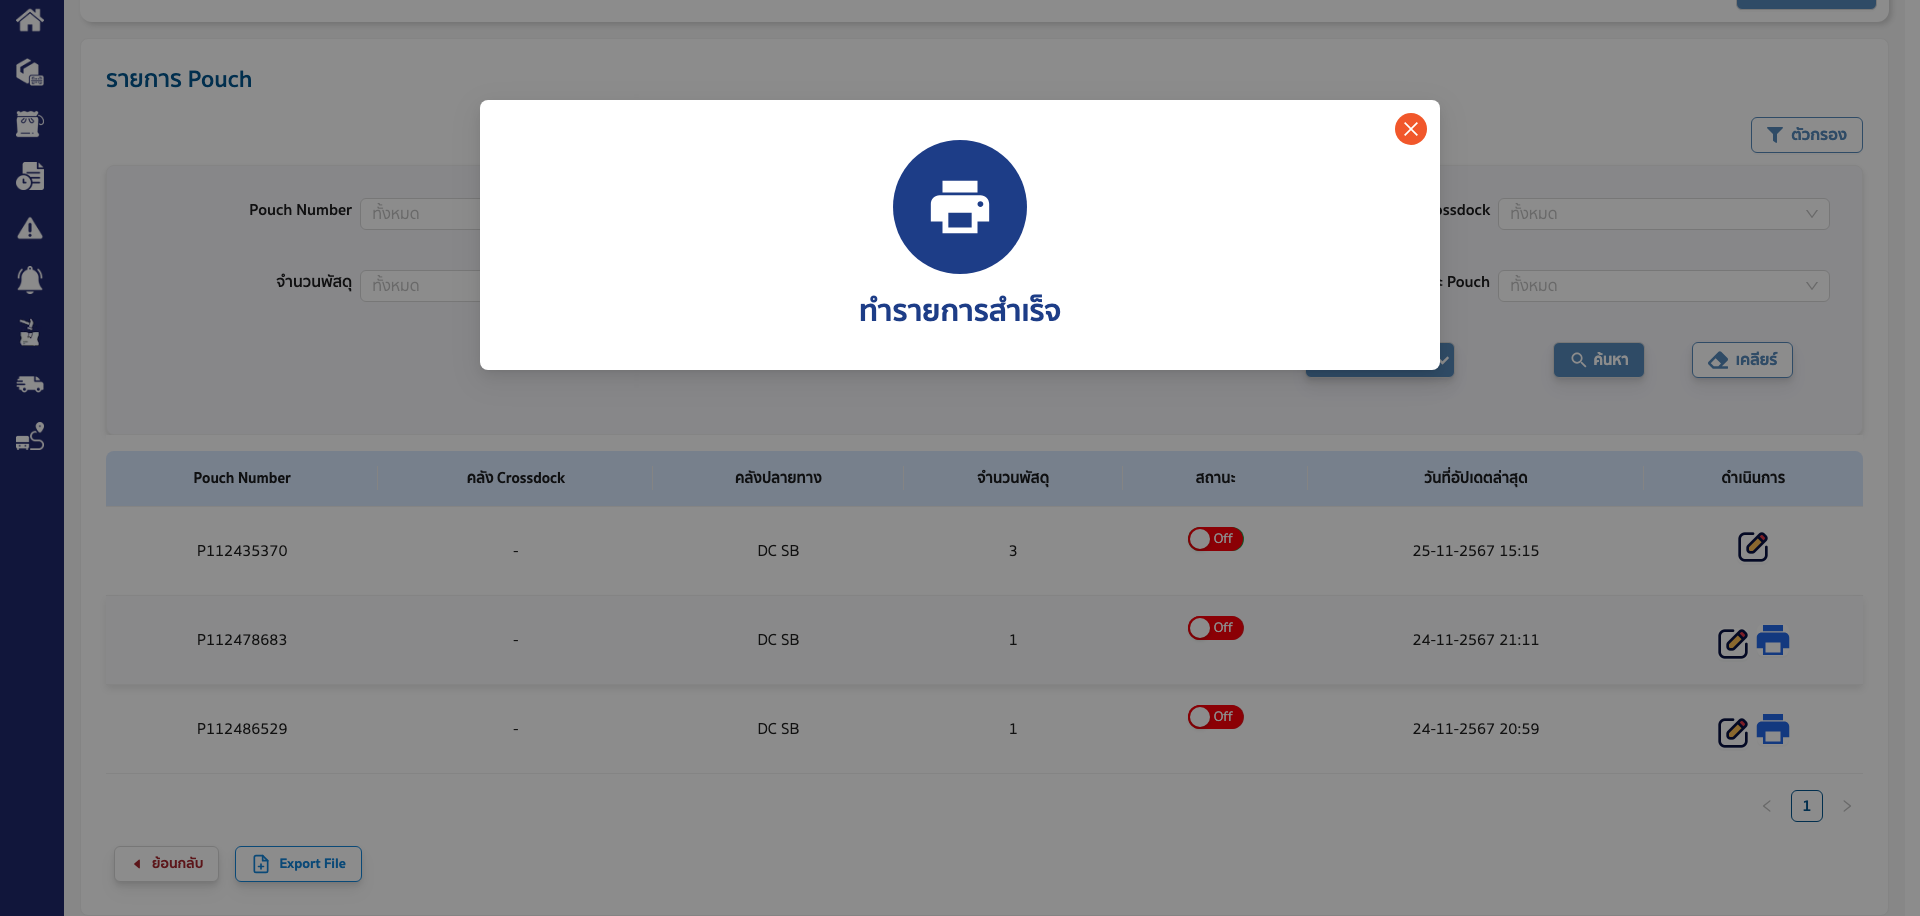 รายการ Pouch
ตัวกรอง
Pouch Number ทั้งหมด
ossdock ทั้งหมด
จำนวนพัสดุ ทั้งหมด
: Pouch ทั้งหมด
ทำรายการสำเร็จ
ค้นหา
เคลียร์
Pouch Number คลัง Crossdock คลังปลายทาง จำนวนพัสดุ สถานะ วันที่อัปเดตล่าสุด ดำเนินการ
P112435370 - DC SB 3 Off 25-11-2567 15:15
P112478683 - DC SB 1 Off 24-11-2567 21:11
P112486529 - DC SB 1 Off 24-11-2567 20:59
1
ย้อนกลับ
Export File